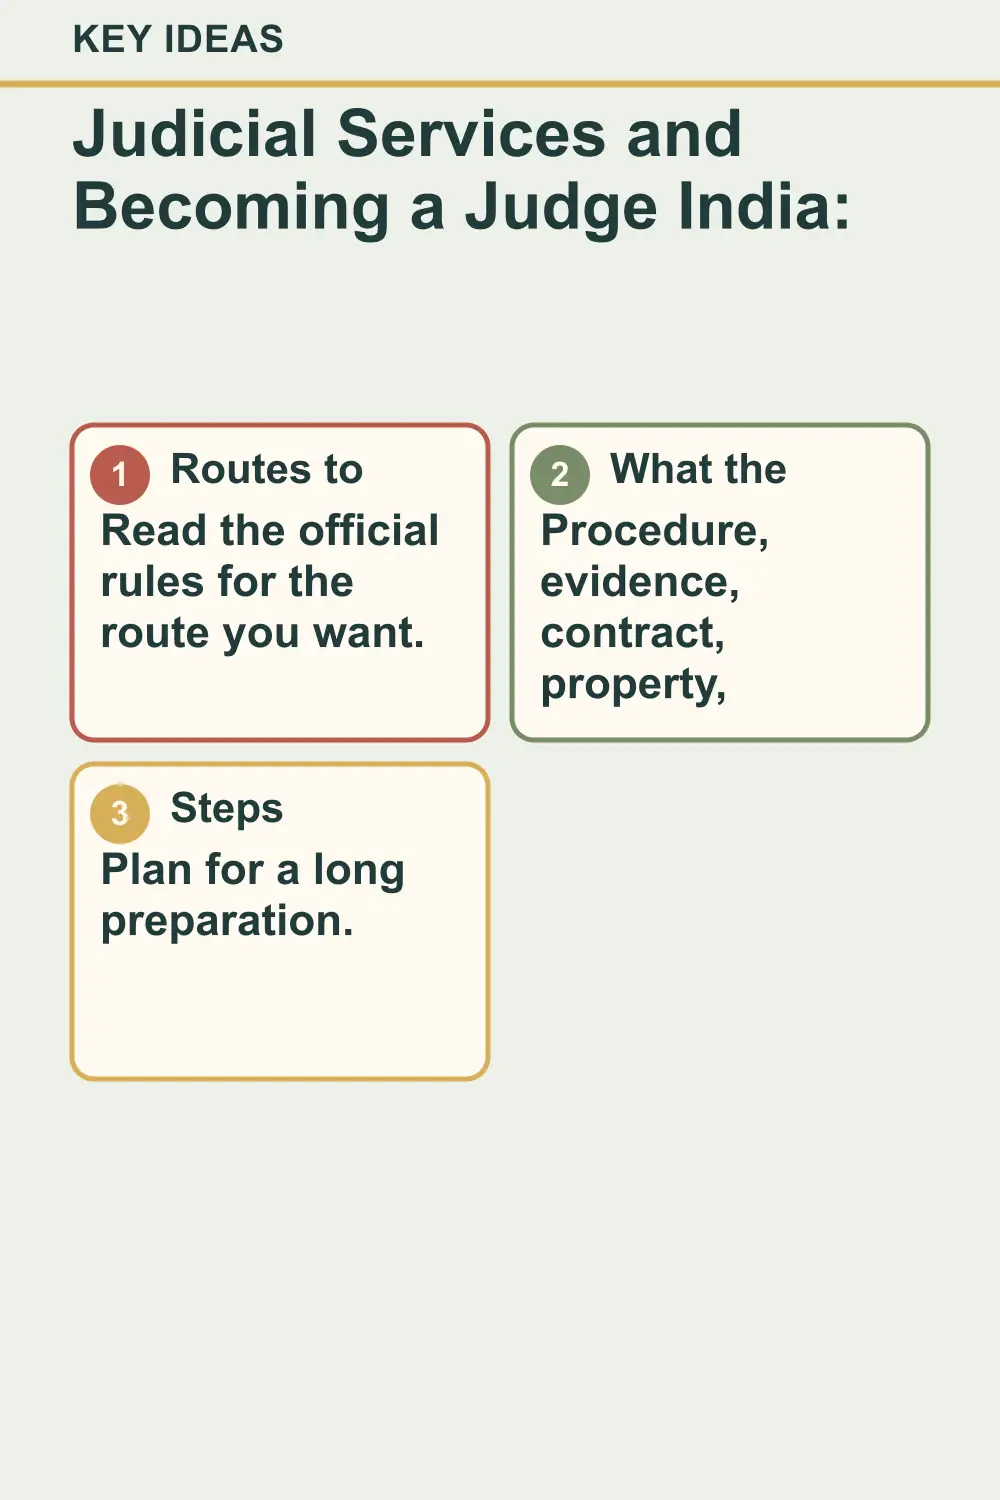 KEY IDEAS
Judicial Services and
Becoming a Judge India:
1 Routes to
Read the official
rules for the
route you want.
2 What the
Procedure,
evidence,
contract,
property,
3 Steps
Plan for a long
preparation.